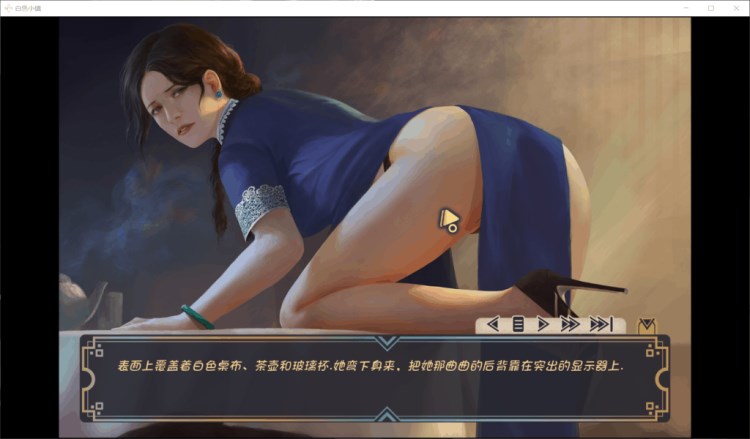 白色小镇
表面上覆盖着白色桌布、茶壶和玻璃杯.她弯下身来，把她那曲曲的后背靠在突出的显示器上.